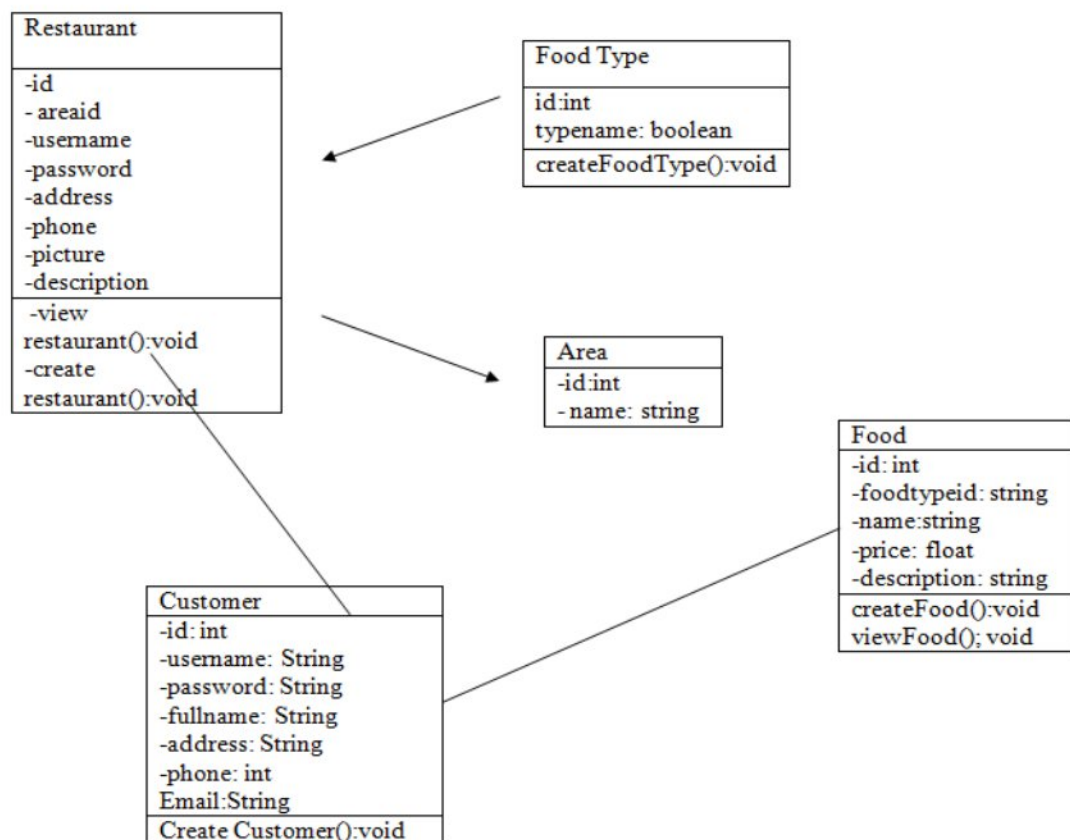 Restaurant
-id
- areaid
-username
-password
-address
-phone
-picture
-description
-view
restaurant():void
-create
restaurant():void
Food Type
id:int
typename: boolean
createFoodType():void
Area
-id:int
- name: string
Food
-id: int
-foodtypeid: string
-name:string
-price: float
-description: string
createFood():void
viewFood(); void
Customer
-id: int
-username: String
-password: String
-fullname: String
-address: String
-phone: int
Email:String
Create Customer():void